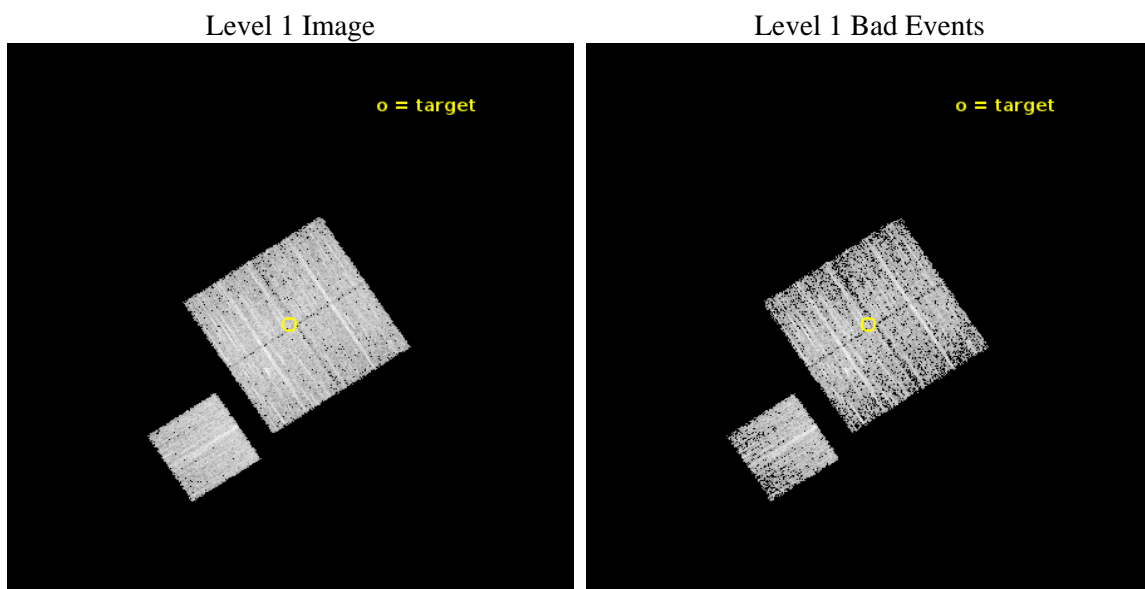 Level 1 Image
Level 1 Bad Events
o = target
o = target